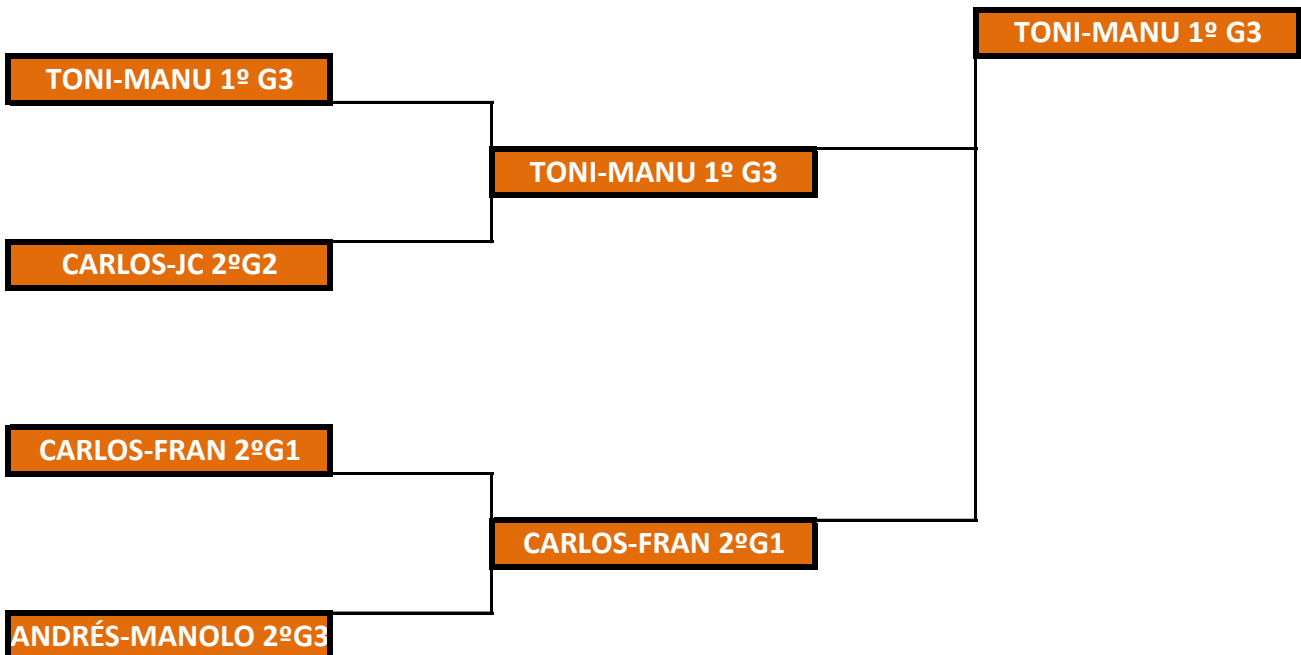 TONI-MANU 1º G3
TONI-MANU 1º G3
TONI-MANU 1º G3
CARLOS-JC 2ºG2
CARLOS-FRAN 2ºG1
CARLOS-FRAN 2ºG1
ANDRÉS-MANOLO 2ºG3